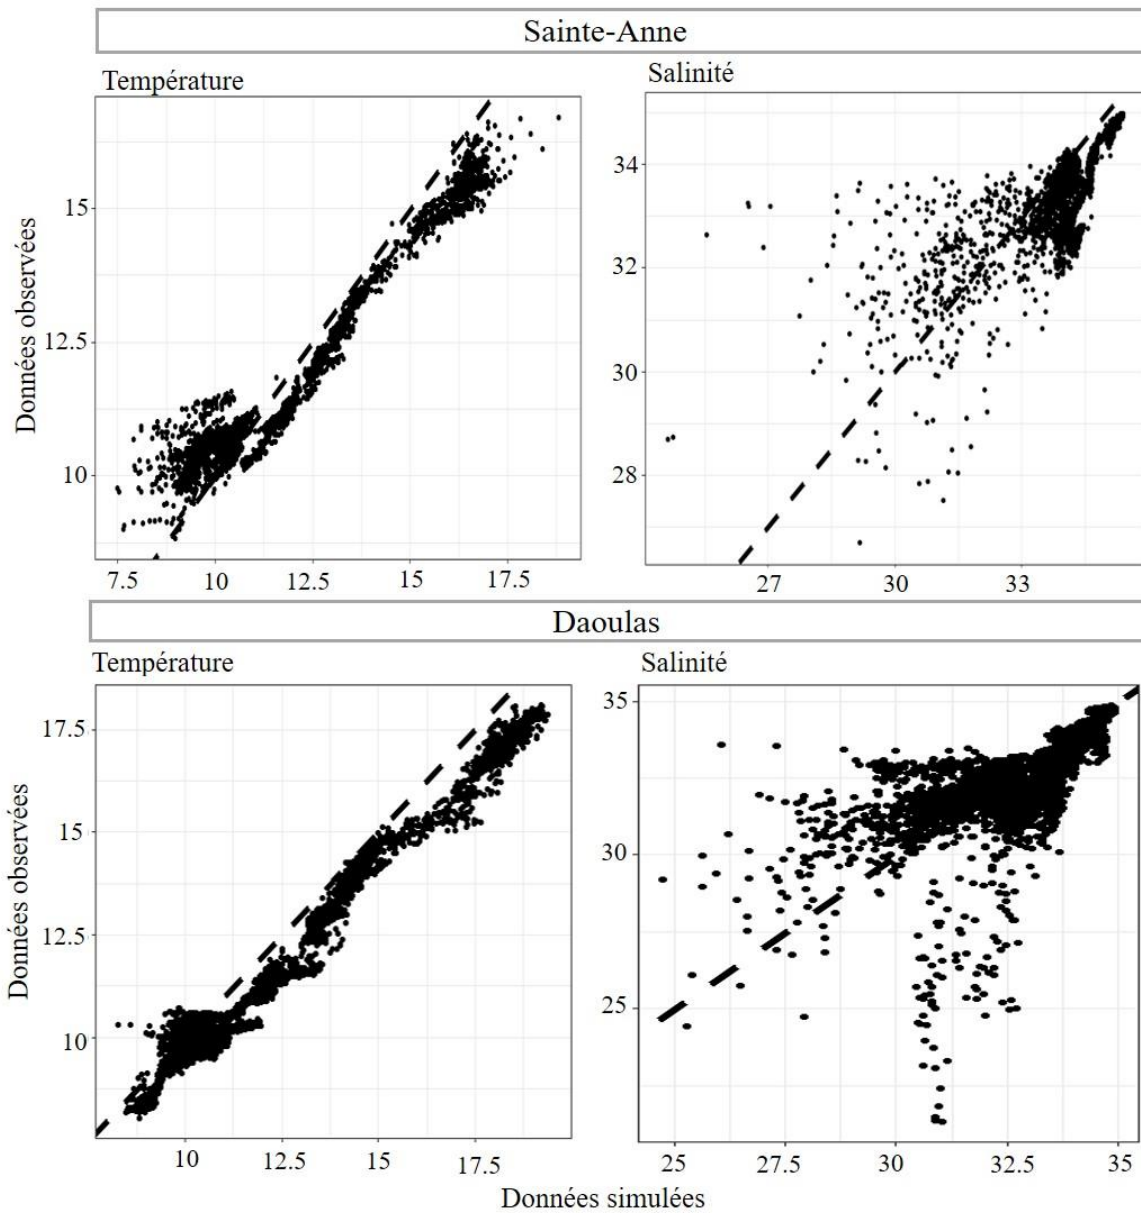 Sainte-Anne
Température
Salinité
Données observées
15
12.5
10
7.5 10 12.5 15 17.5
34
32
30
28
27 30 33
Daoulas
Température
Salinité
Données observées
17.5
15
12.5
10
10 12.5 15 17.5
35
30
25
25 27.5 30 32.5 35
Données simulées